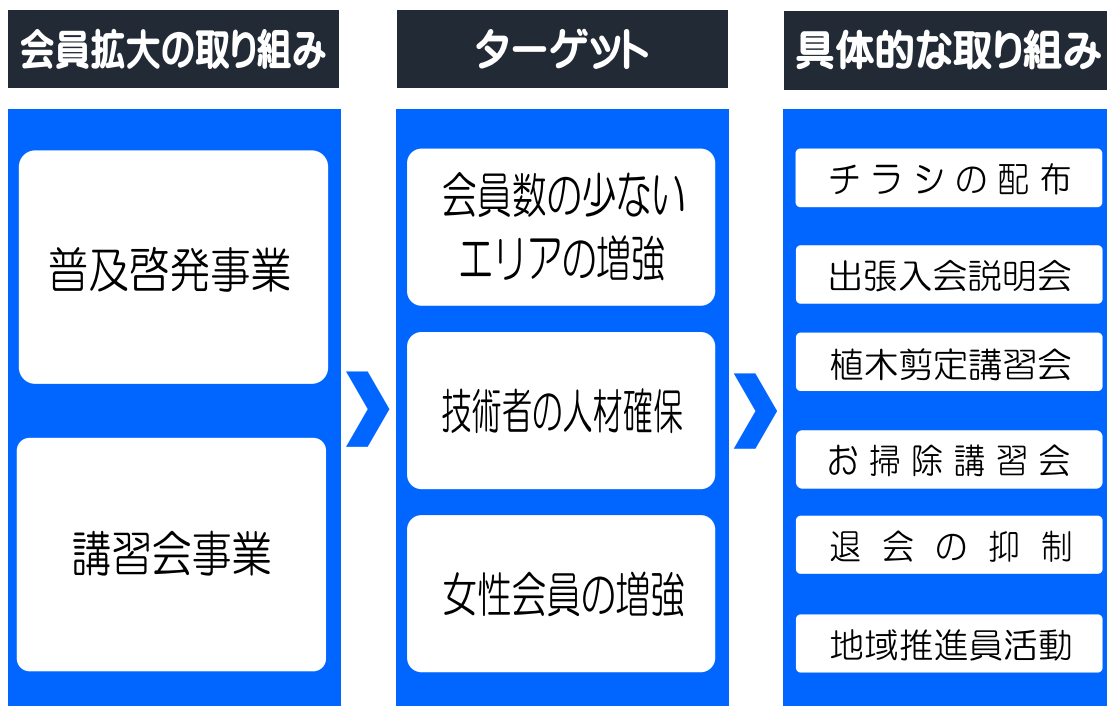 会員拡大の取り組み
普及啓発事業
講習会事業
ターゲット
会員数の少ない
エリアの増強
技術者の人材確保
女性会員の増強
具体的な取り組み
チラシの配布
出張入会説明会
植木剪定講習会
お掃除講習会
退会の抑制
地域推進員活動